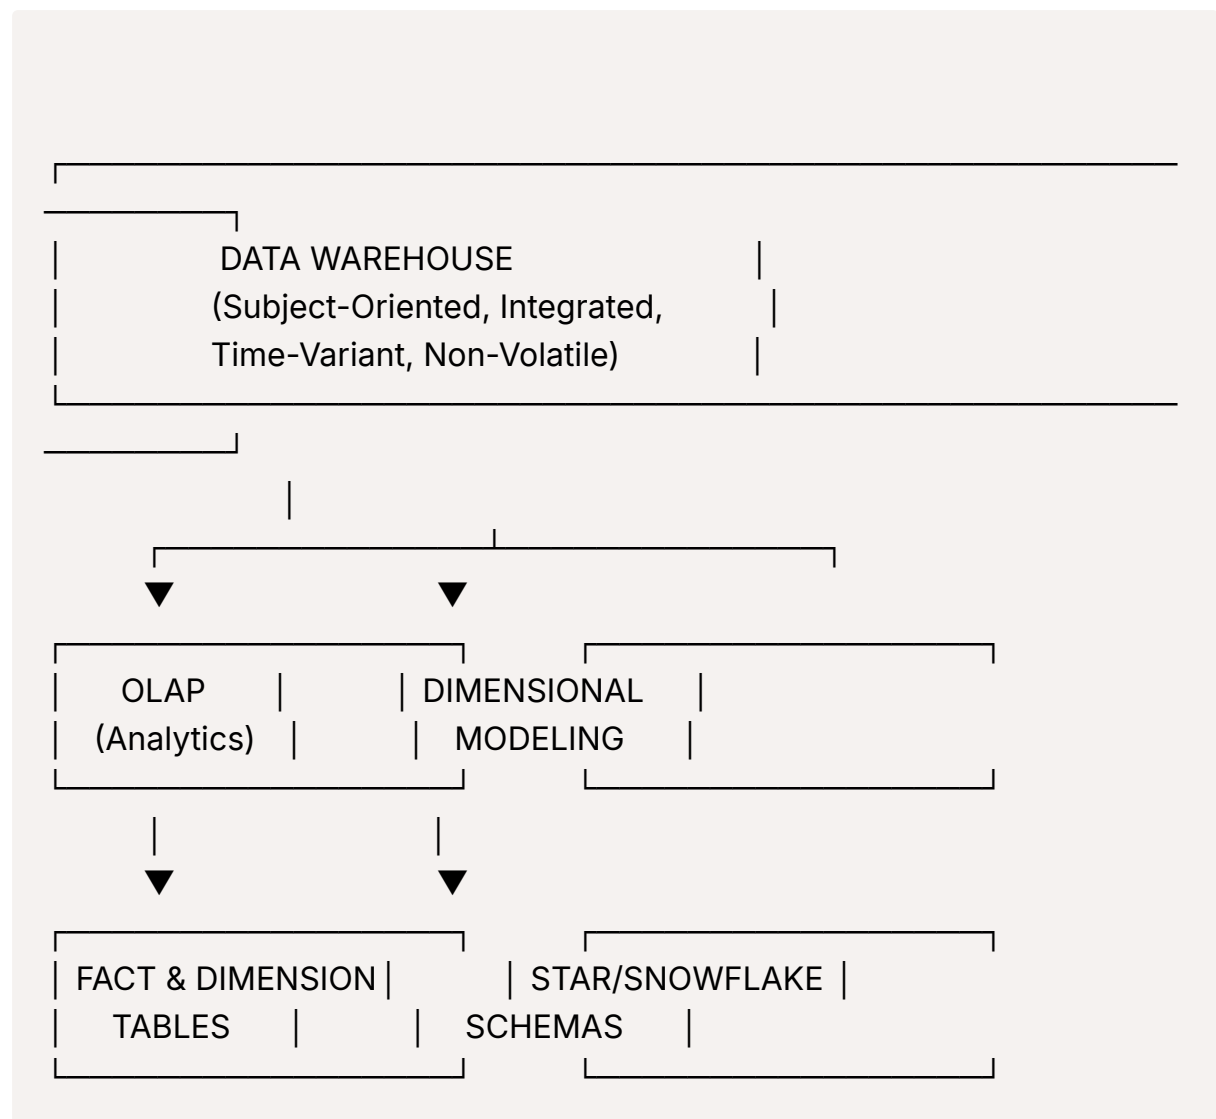 DATA WAREHOUSE
(Subject-Oriented, Integrated,
Time-Variant, Non-Volatile)
OLAP DIMENSIONAL
(Analytics) MODELING
FACT & DIMENSION STAR/SNOWFLAKE
TABLES SCHEMAS